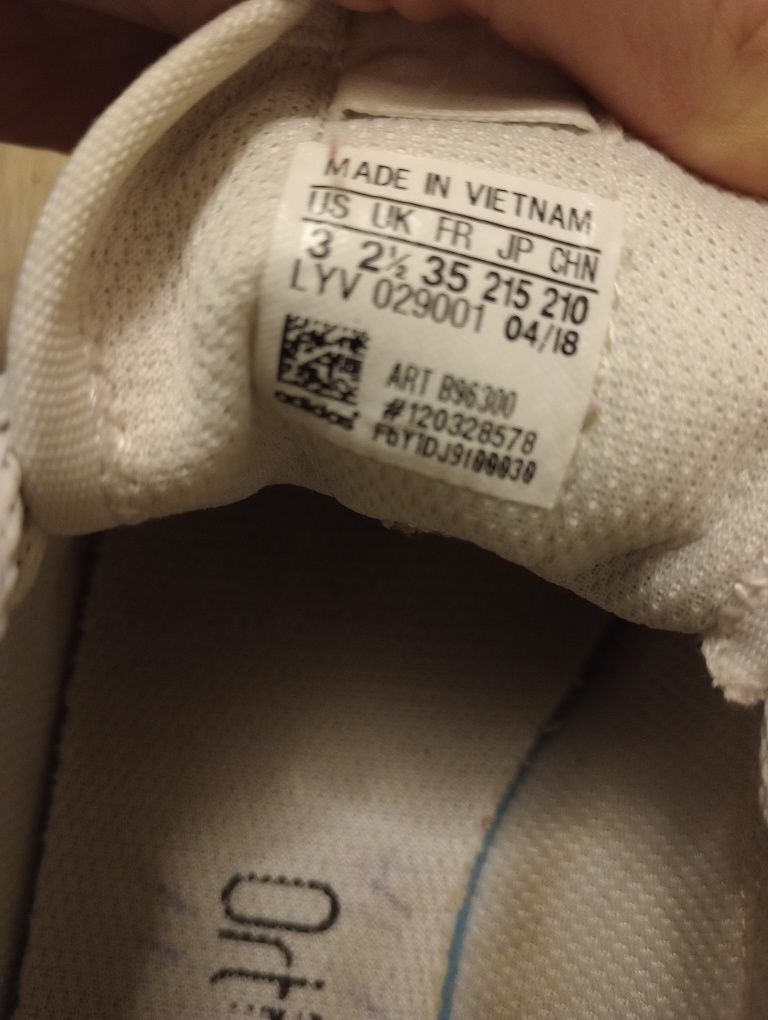 MADE IN VIETNAM
US UK FR JP CHN
3 2½ 35 215 210
LYV 029001 04/18
ART B96300
adidas #120328578
Ort